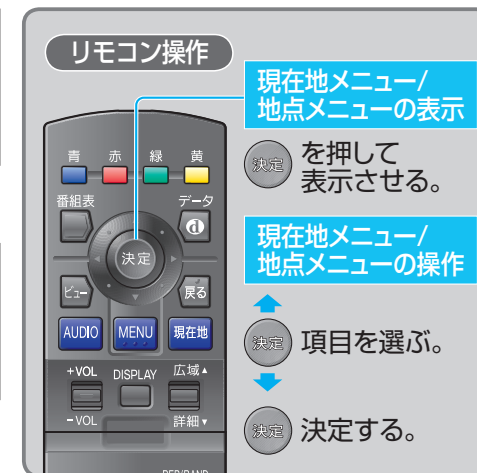 リモコン操作
現在地メニュー/
地点メニューの表示
決定 を押して
表示させる。
現在地メニュー/
地点メニューの操作
決定 項目を選ぶ。
決定 決定する。
青 赤 緑 黄
番組表 データ
d
決定
ビュー 戻る
AUDIO MENU 現在地
+VOL DISPLAY 広域▲
-VOL 詳細▼